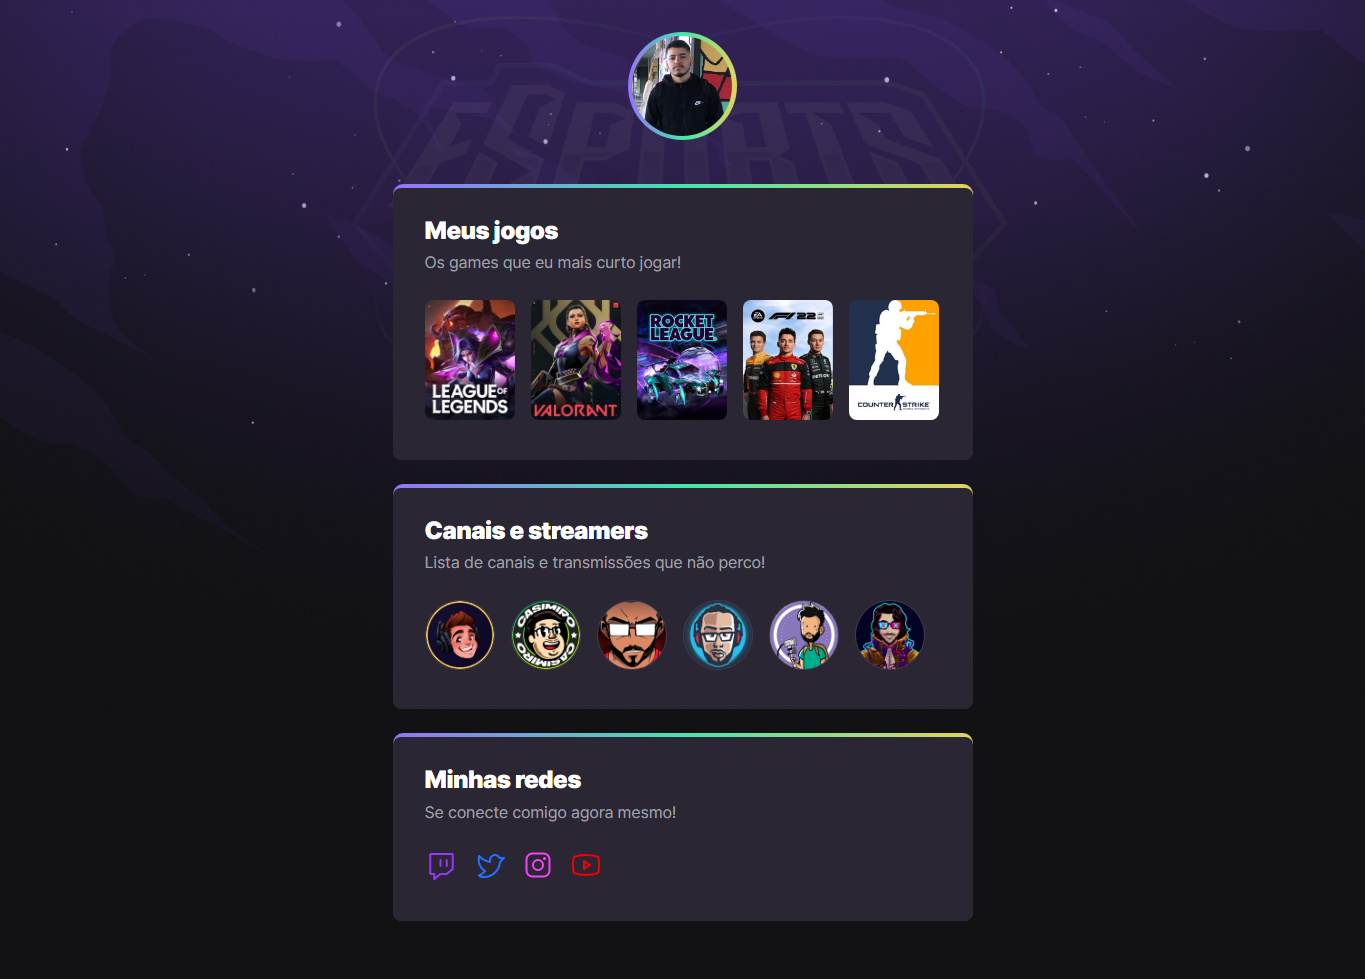 ESPORTS
Meus jogos
Os games que eu mais curto jogar!
LEAGUE OF
LEGENDS
VALORANT
ROCKET
LEAGUE
EA F1 22
COUNTER STRIKE
Canais e streamers
Lista de canais e transmissões que não perco!
CASIMIRO
CASIMIRO
Minhas redes
Se conecte comigo agora mesmo!